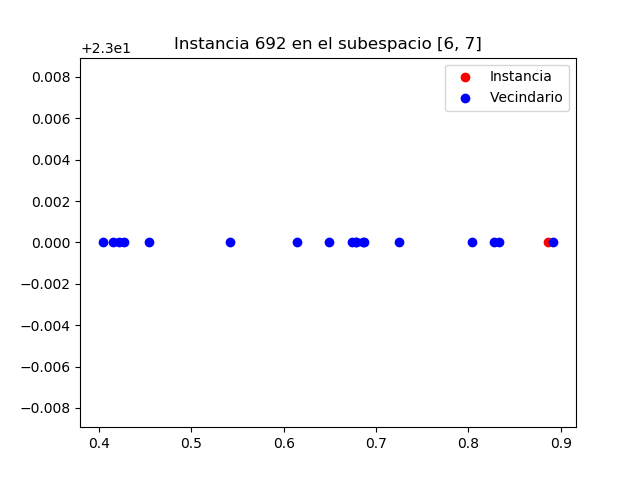 Instancia 692 en el subespacio [6, 7]
+2.3e1
Instancia
Vecindario
0.008
0.006
0.004
0.002
0.000
−0.002
−0.004
−0.006
−0.008
0.4 0.5 0.6 0.7 0.8 0.9